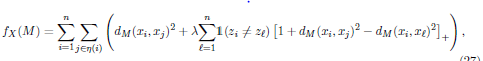 f_X(M) = \sum_{i=1}^{n} \sum_{j \in \eta(i)} \left( d_M(x_i, x_j)^2 + \lambda \sum_{\ell=1}^{n} \mathbb{1}(z_i \neq z_\ell) \left[ 1 + d_M(x_i, x_j)^2 - d_M(x_i, x_\ell)^2 \right]_+ \right),